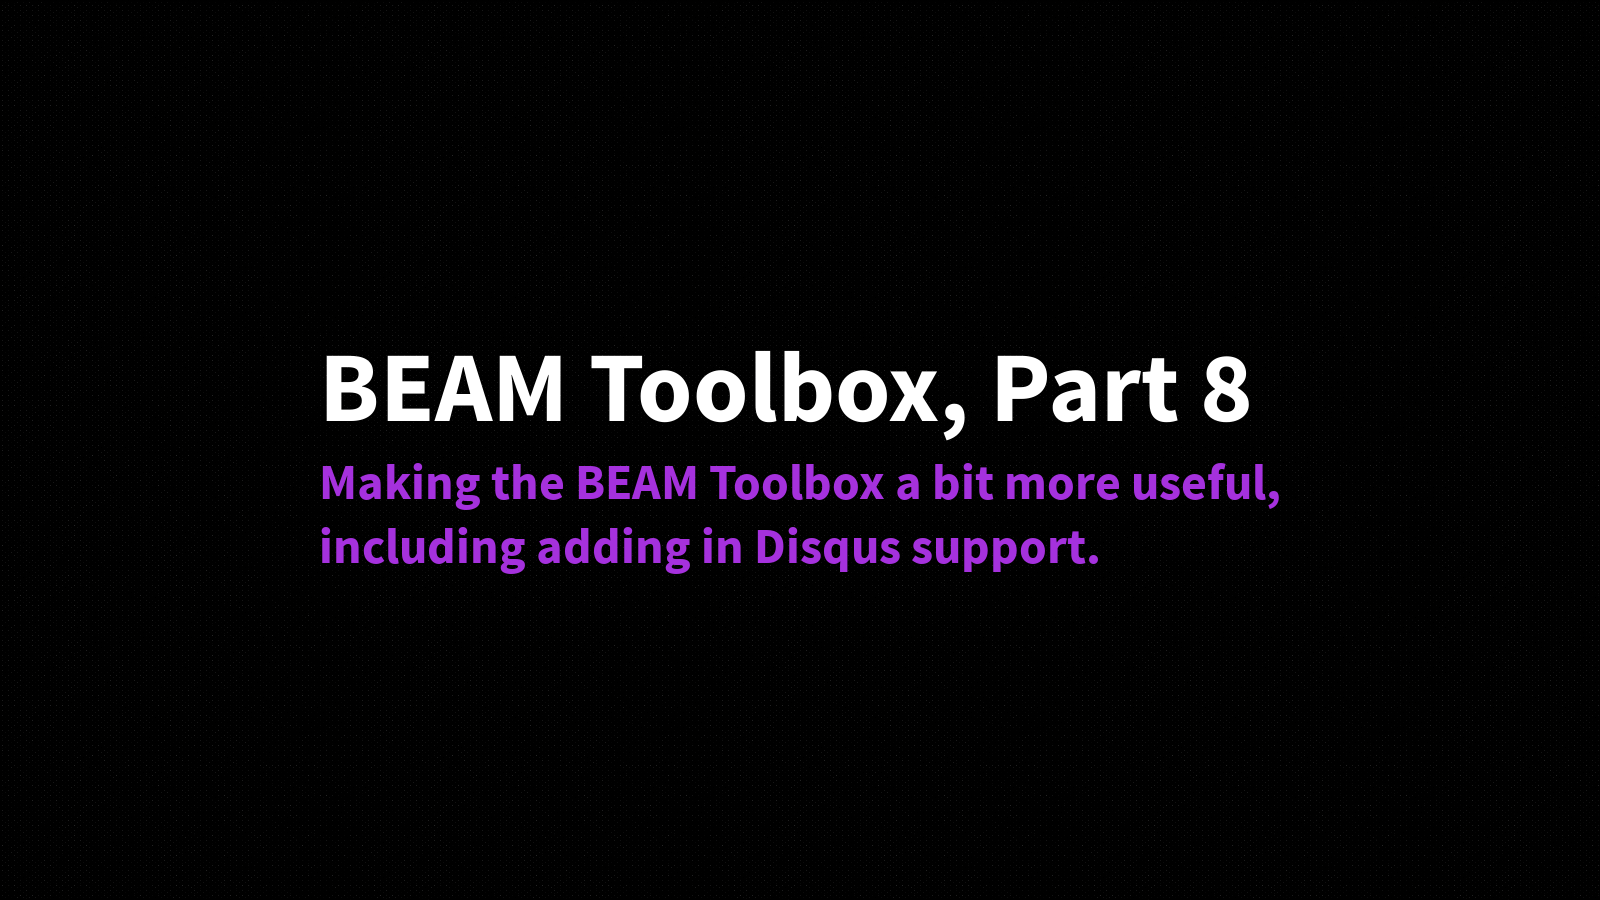 BEAM Toolbox, Part 8
Making the BEAM Toolbox a bit more useful,
including adding in Disqus support.